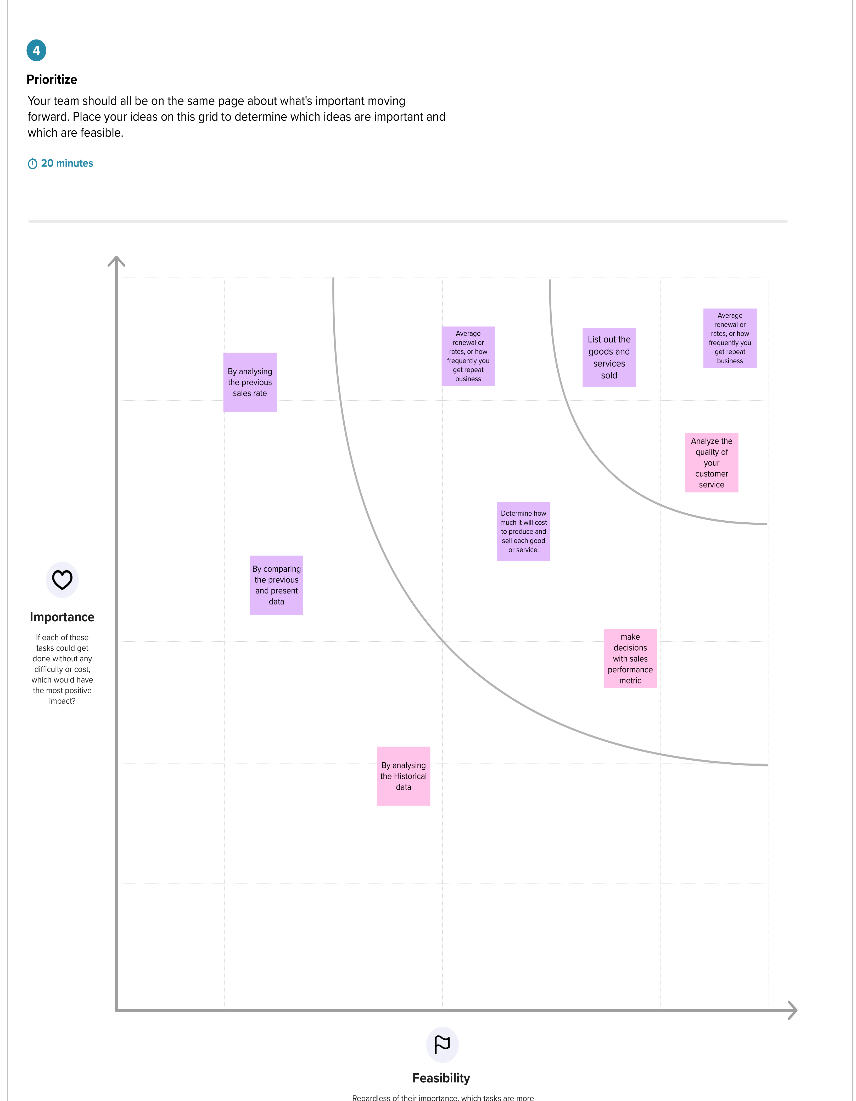 4
Prioritize
Your team should all be on the same page about what's important moving
forward. Place your ideas on this grid to determine which ideas are important and
which are feasible.
20 minutes
Average
renewal or
rates, or how
frequently you
get repeat
business
Average
renewal or
rates, or how
frequently you
get repeat
business
List out the
goods and
services
sold
By analysing
the previous
sales rate
Analyze the
quality of
your
customer
service
Determine how
much it will cost
to produce and
sell each good
or service.
By comparing
the previous
and present
data
Importance
If each of these
tasks could get
done without any
difficulty or cost,
which would have
the most positive
impact?
make
decisions
with sales
performance
metric
By analysing
the Historical
data
Feasibility
Regardless of their importance, which tasks are more